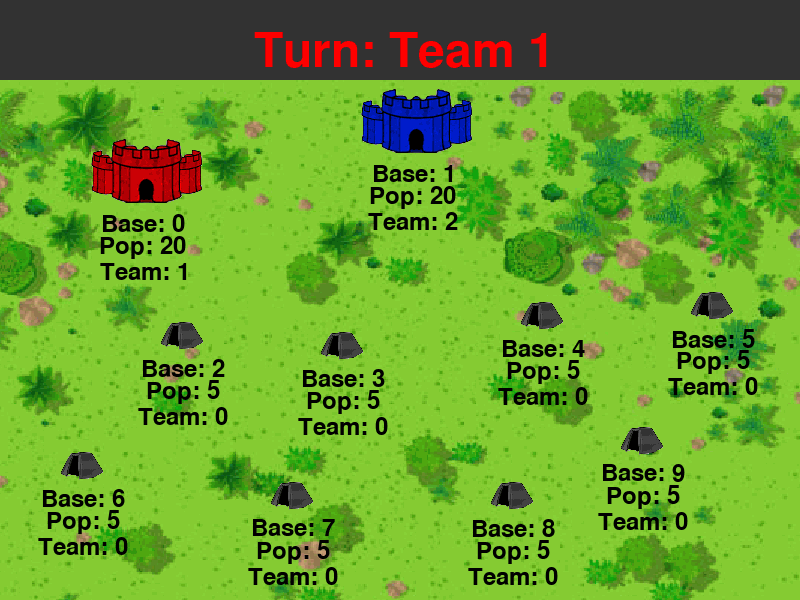 Turn: Team 1
Base: 0
Pop: 20
Team: 1
Base: 1
Pop: 20
Team: 2
Base: 2
Pop: 5
Team: 0
Base: 3
Pop: 5
Team: 0
Base: 4
Pop: 5
Team: 0
Base: 5
Pop: 5
Team: 0
Base: 6
Pop: 5
Team: 0
Base: 7
Pop: 5
Team: 0
Base: 8
Pop: 5
Team: 0
Base: 9
Pop: 5
Team: 0